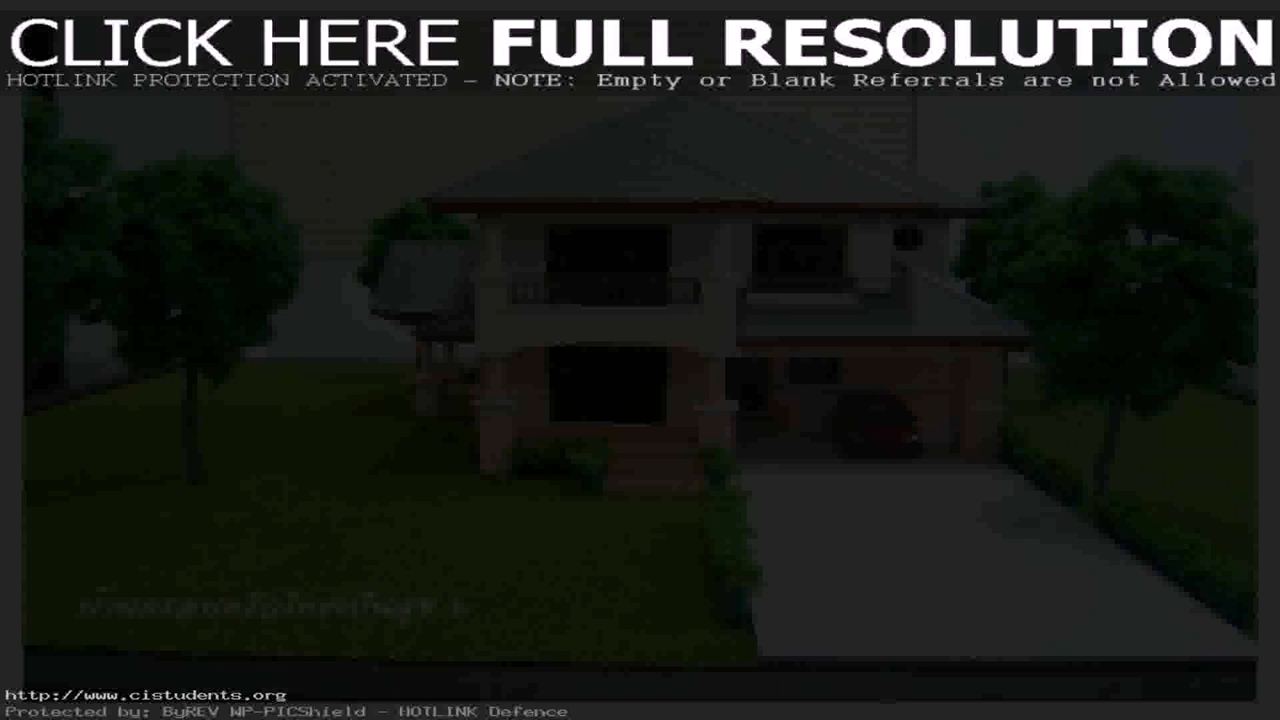 CLICK HERE FULL RESOLUTION
HOTLINK PROTECTION ACTIVATED - NOTE: Empty or Blank Referrals are not Allowed
http://www.cistudents.org
Protected by: ByREV WP-PICShield - HOTLINK Defence